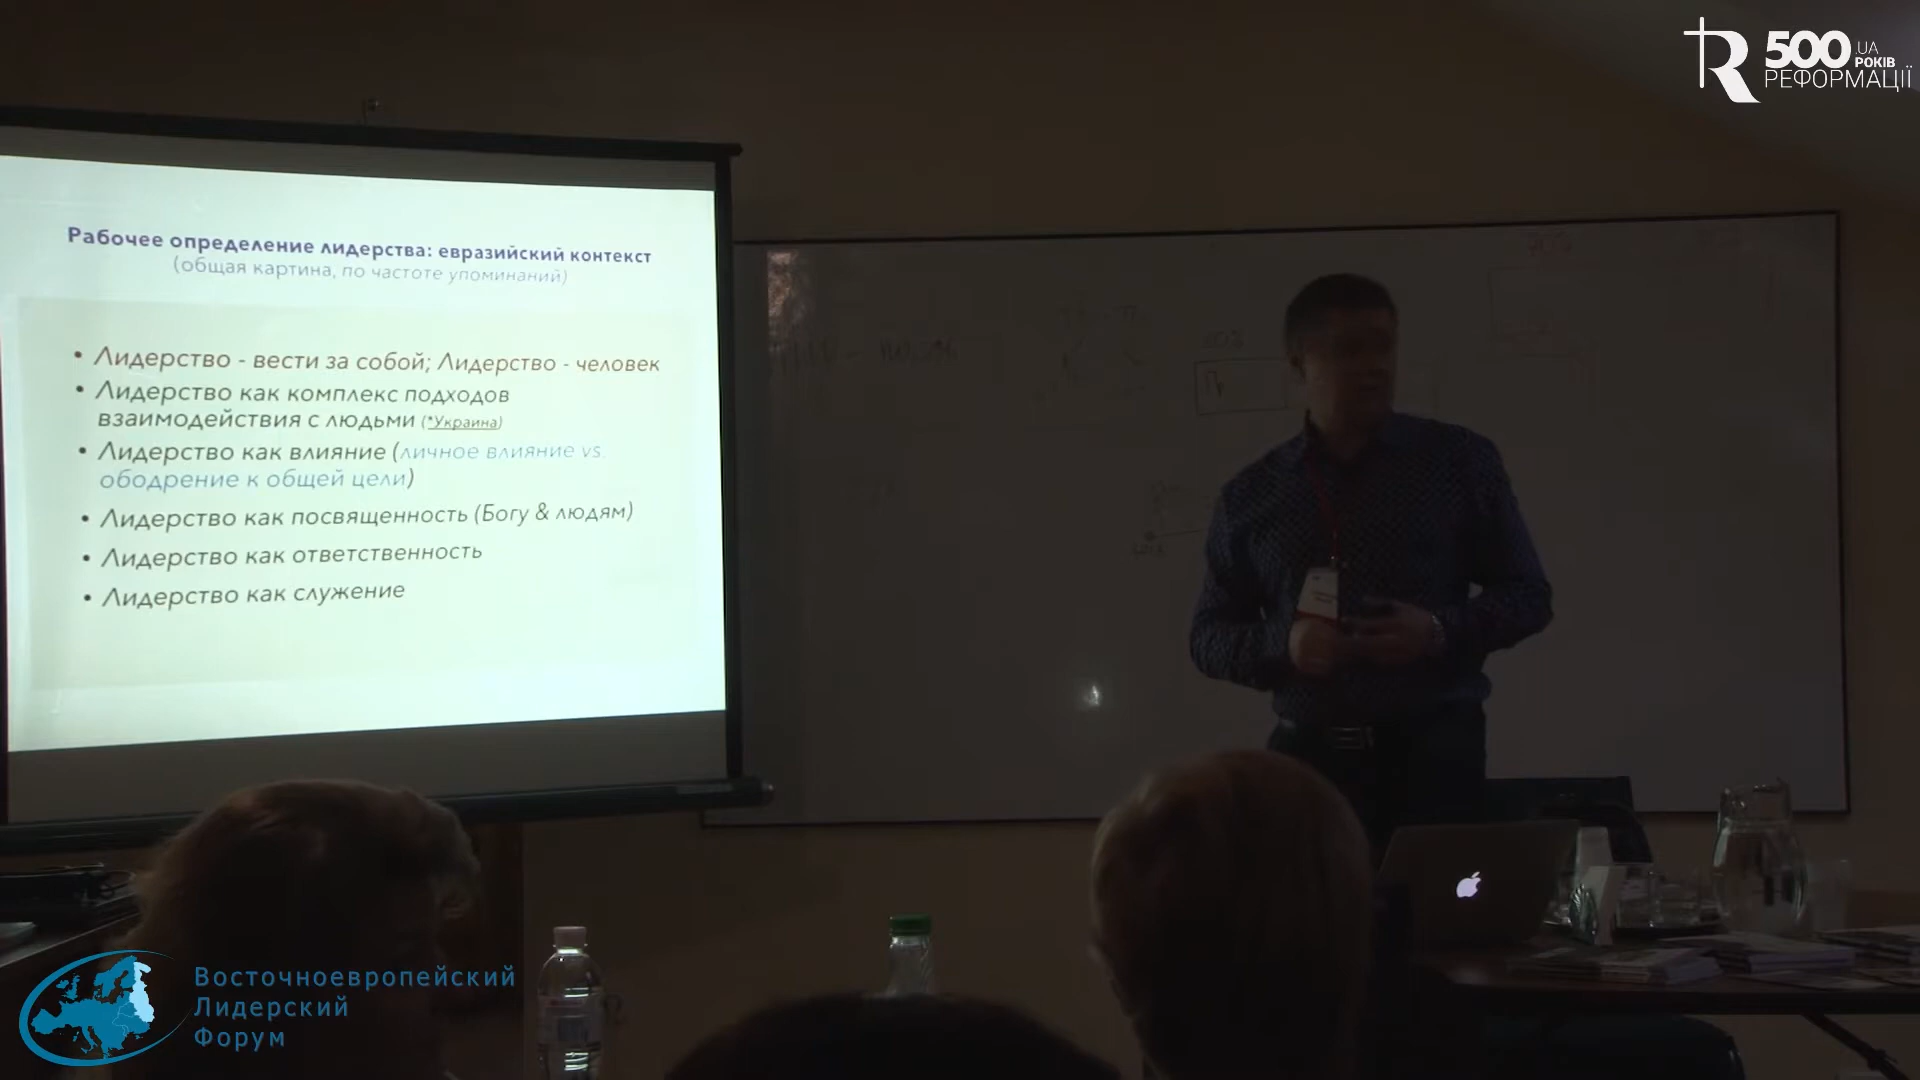 R 500 .UA
РОКІВ
РЕФОРМАЦІЇ
Рабочее определение лидерства: евразийский контекст
(общая картина, по частоте упоминаний)
• Лидерство - вести за собой; Лидерство - человек
• Лидерство как комплекс подходов
взаимодействия с людьми (*Украина)
• Лидерство как влияние (личное влияние vs.
ободрение к общей цели)
• Лидерство как посвященность (Богу & людям)
• Лидерство как ответственность
• Лидерство как служение
Восточноевропейский
Лидерский
Форум